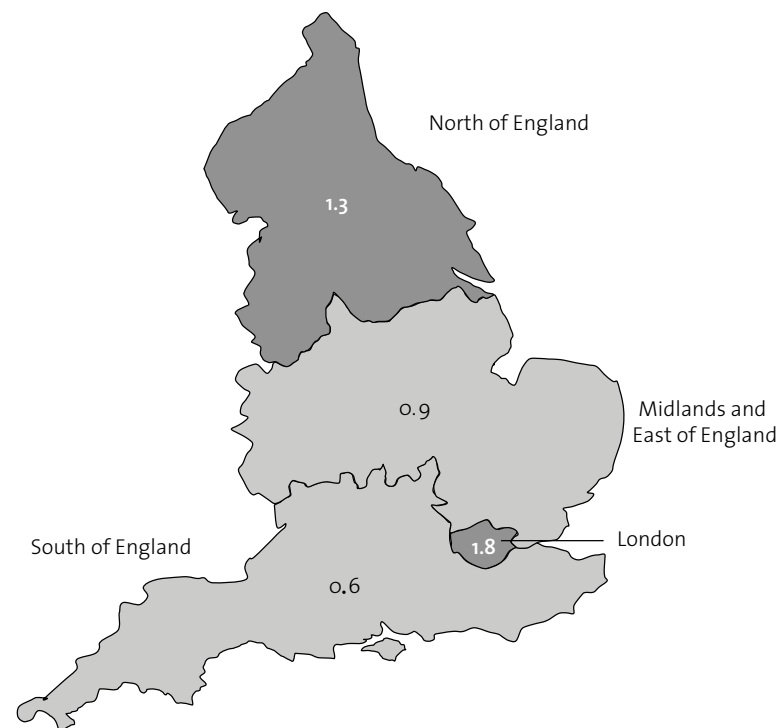 North of England
1.3
0.9
Midlands and
East of England
London
1.8
South of England
0.6